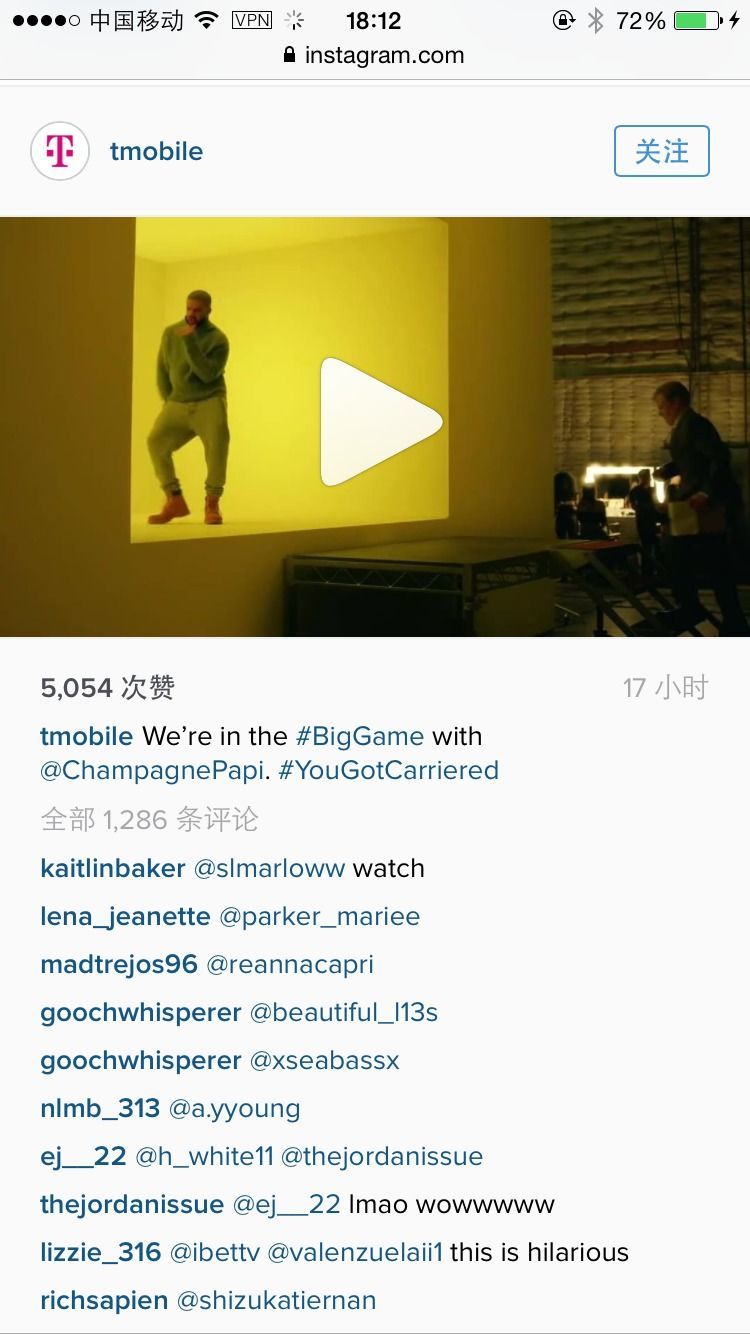 中国移动 VPN 18:12 72%
instagram.com
T
tmobile 关注
5,054 次赞 17 小时
tmobile We’re in the #BigGame with
@ChampagnePapi. #YouGotCarriered
全部 1,286 条评论
kaitlinbaker @slmarloww watch
lena_jeanette @parker_mariee
madtrejos96 @reannacapri
goochwhisperer @beautiful_l13s
goochwhisperer @xseabassx
nlmb_313 @a.yyoung
ej__22 @h_white11 @thejordanissue
thejordanissue @ej__22 lmao wowwwww
lizzie_316 @ibettv @valenzuelaii1 this is hilarious
richsapien @shizukatiernan